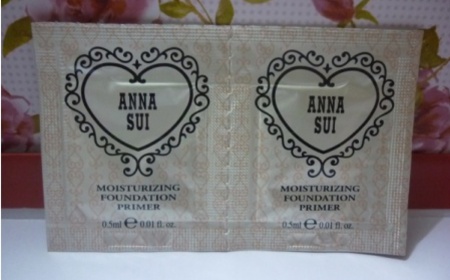 ANNA
SUI
MOISTURIZING
FOUNDATION
PRIMER
0.5ml ℮ 0.01 fl. oz.
ANNA
SUI
MOISTURIZING
FOUNDATION
PRIMER
0.5ml ℮ 0.01 fl. oz.